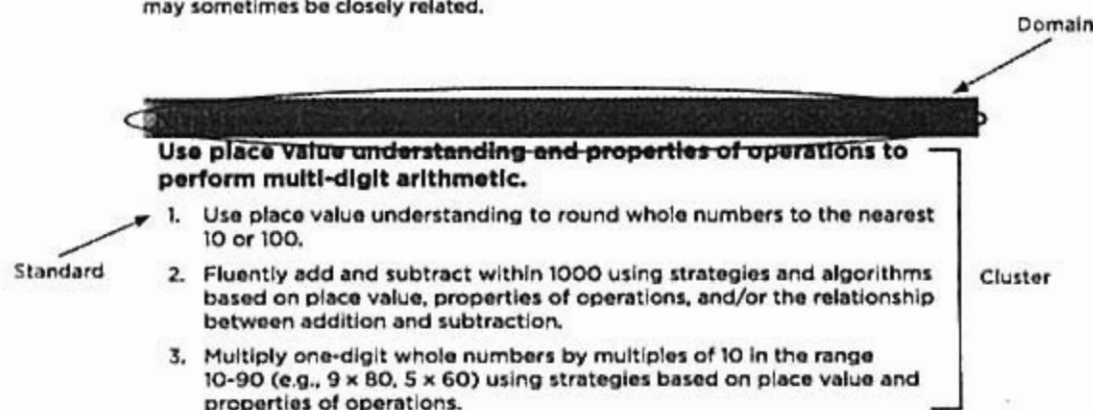 may sometimes be closely related.
Domain
Use place value understanding and properties of operations to
perform multi-digit arithmetic.
1. Use place value understanding to round whole numbers to the nearest
10 or 100.
Standard
2. Fluently add and subtract within 1000 using strategies and algorithms
based on place value, properties of operations, and/or the relationship
between addition and subtraction.
Cluster
3. Multiply one-digit whole numbers by multiples of 10 in the range
10-90 (e.g., 9 × 80, 5 × 60) using strategies based on place value and
properties of operations.